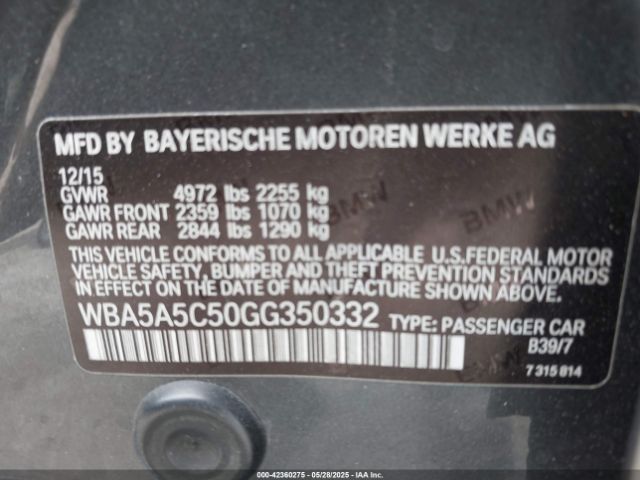 MFD BY BAYERISCHE MOTOREN WERKE AG
12/15
GVWR 4972 lbs 2255 kg
GAWR FRONT 2359 lbs 1070 kg
GAWR REAR 2844 lbs 1290 kg
THIS VEHICLE CONFORMS TO ALL APPLICABLE U.S.FEDERAL MOTOR
VEHICLE SAFETY, BUMPER AND THEFT PREVENTION STANDARDS
IN EFFECT ON THE DATE OF MANUFACTURE SHOWN ABOVE.
WBA5A5C50GG350332 TYPE: PASSENGER CAR
B39/7
7 315 814
000-42360275 - 05/28/2025 - IAAI.COM